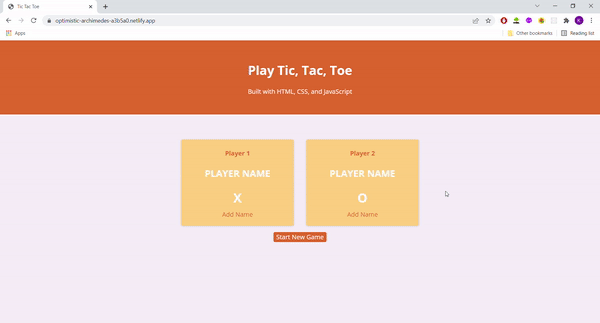 Tic Tac Toe
optimistic-archimedes-a3b5a0.netlify.app
Apps
Other bookmarks
Reading list
Play Tic, Tac, Toe
Built with HTML, CSS, and JavaScript
Player 1
PLAYER NAME
X
Add Name
Player 2
PLAYER NAME
O
Add Name
Start New Game